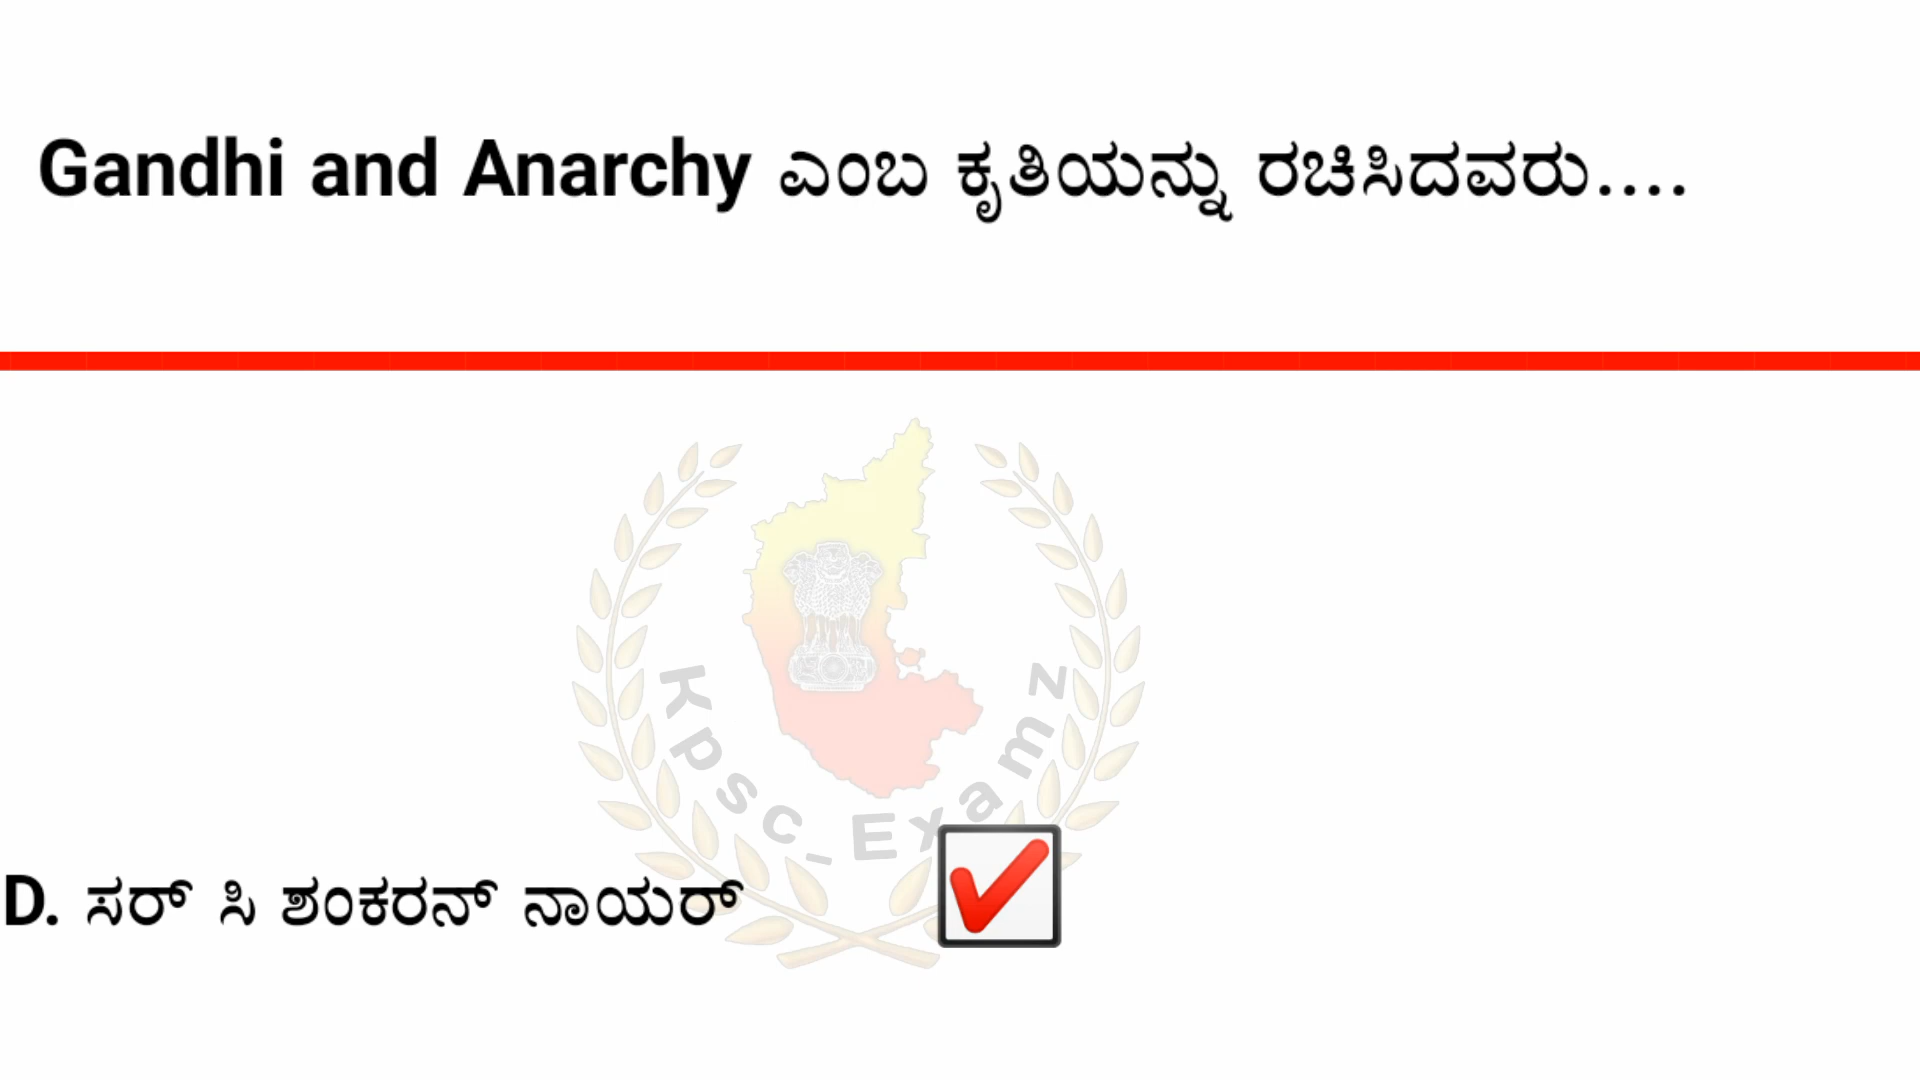 Gandhi and Anarchy ಎಂಬ ಕೃತಿಯನ್ನು ರಚಿಸಿದವರು....
Kpsc_Examz
D. ಸರ್ ಸಿ ಶಂಕರನ್ ನಾಯರ್